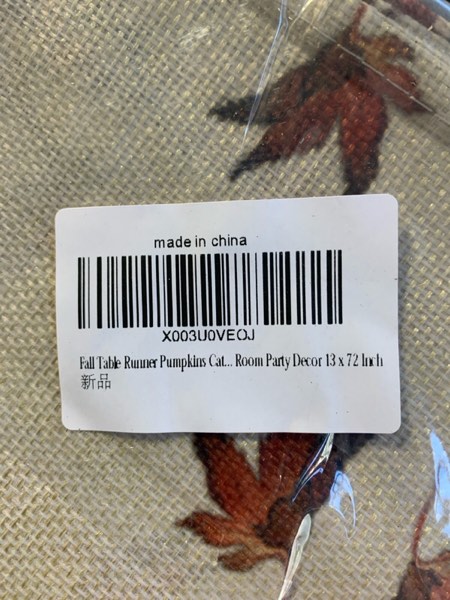 made in china
X003U0VEOJ
Fall Table Runner Pumpkins Cat... Room Party Decor 13 x 72 Inch
新品